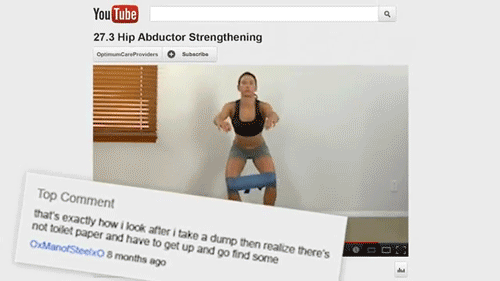 YouTube
27.3 Hip Abductor Strengthening
OptimumCareProviders Subscribe
Top Comment
that's exactly how i look after i take a dump then realize there's
not toilet paper and have to get up and go find some
OxManofSteelxO 8 months ago